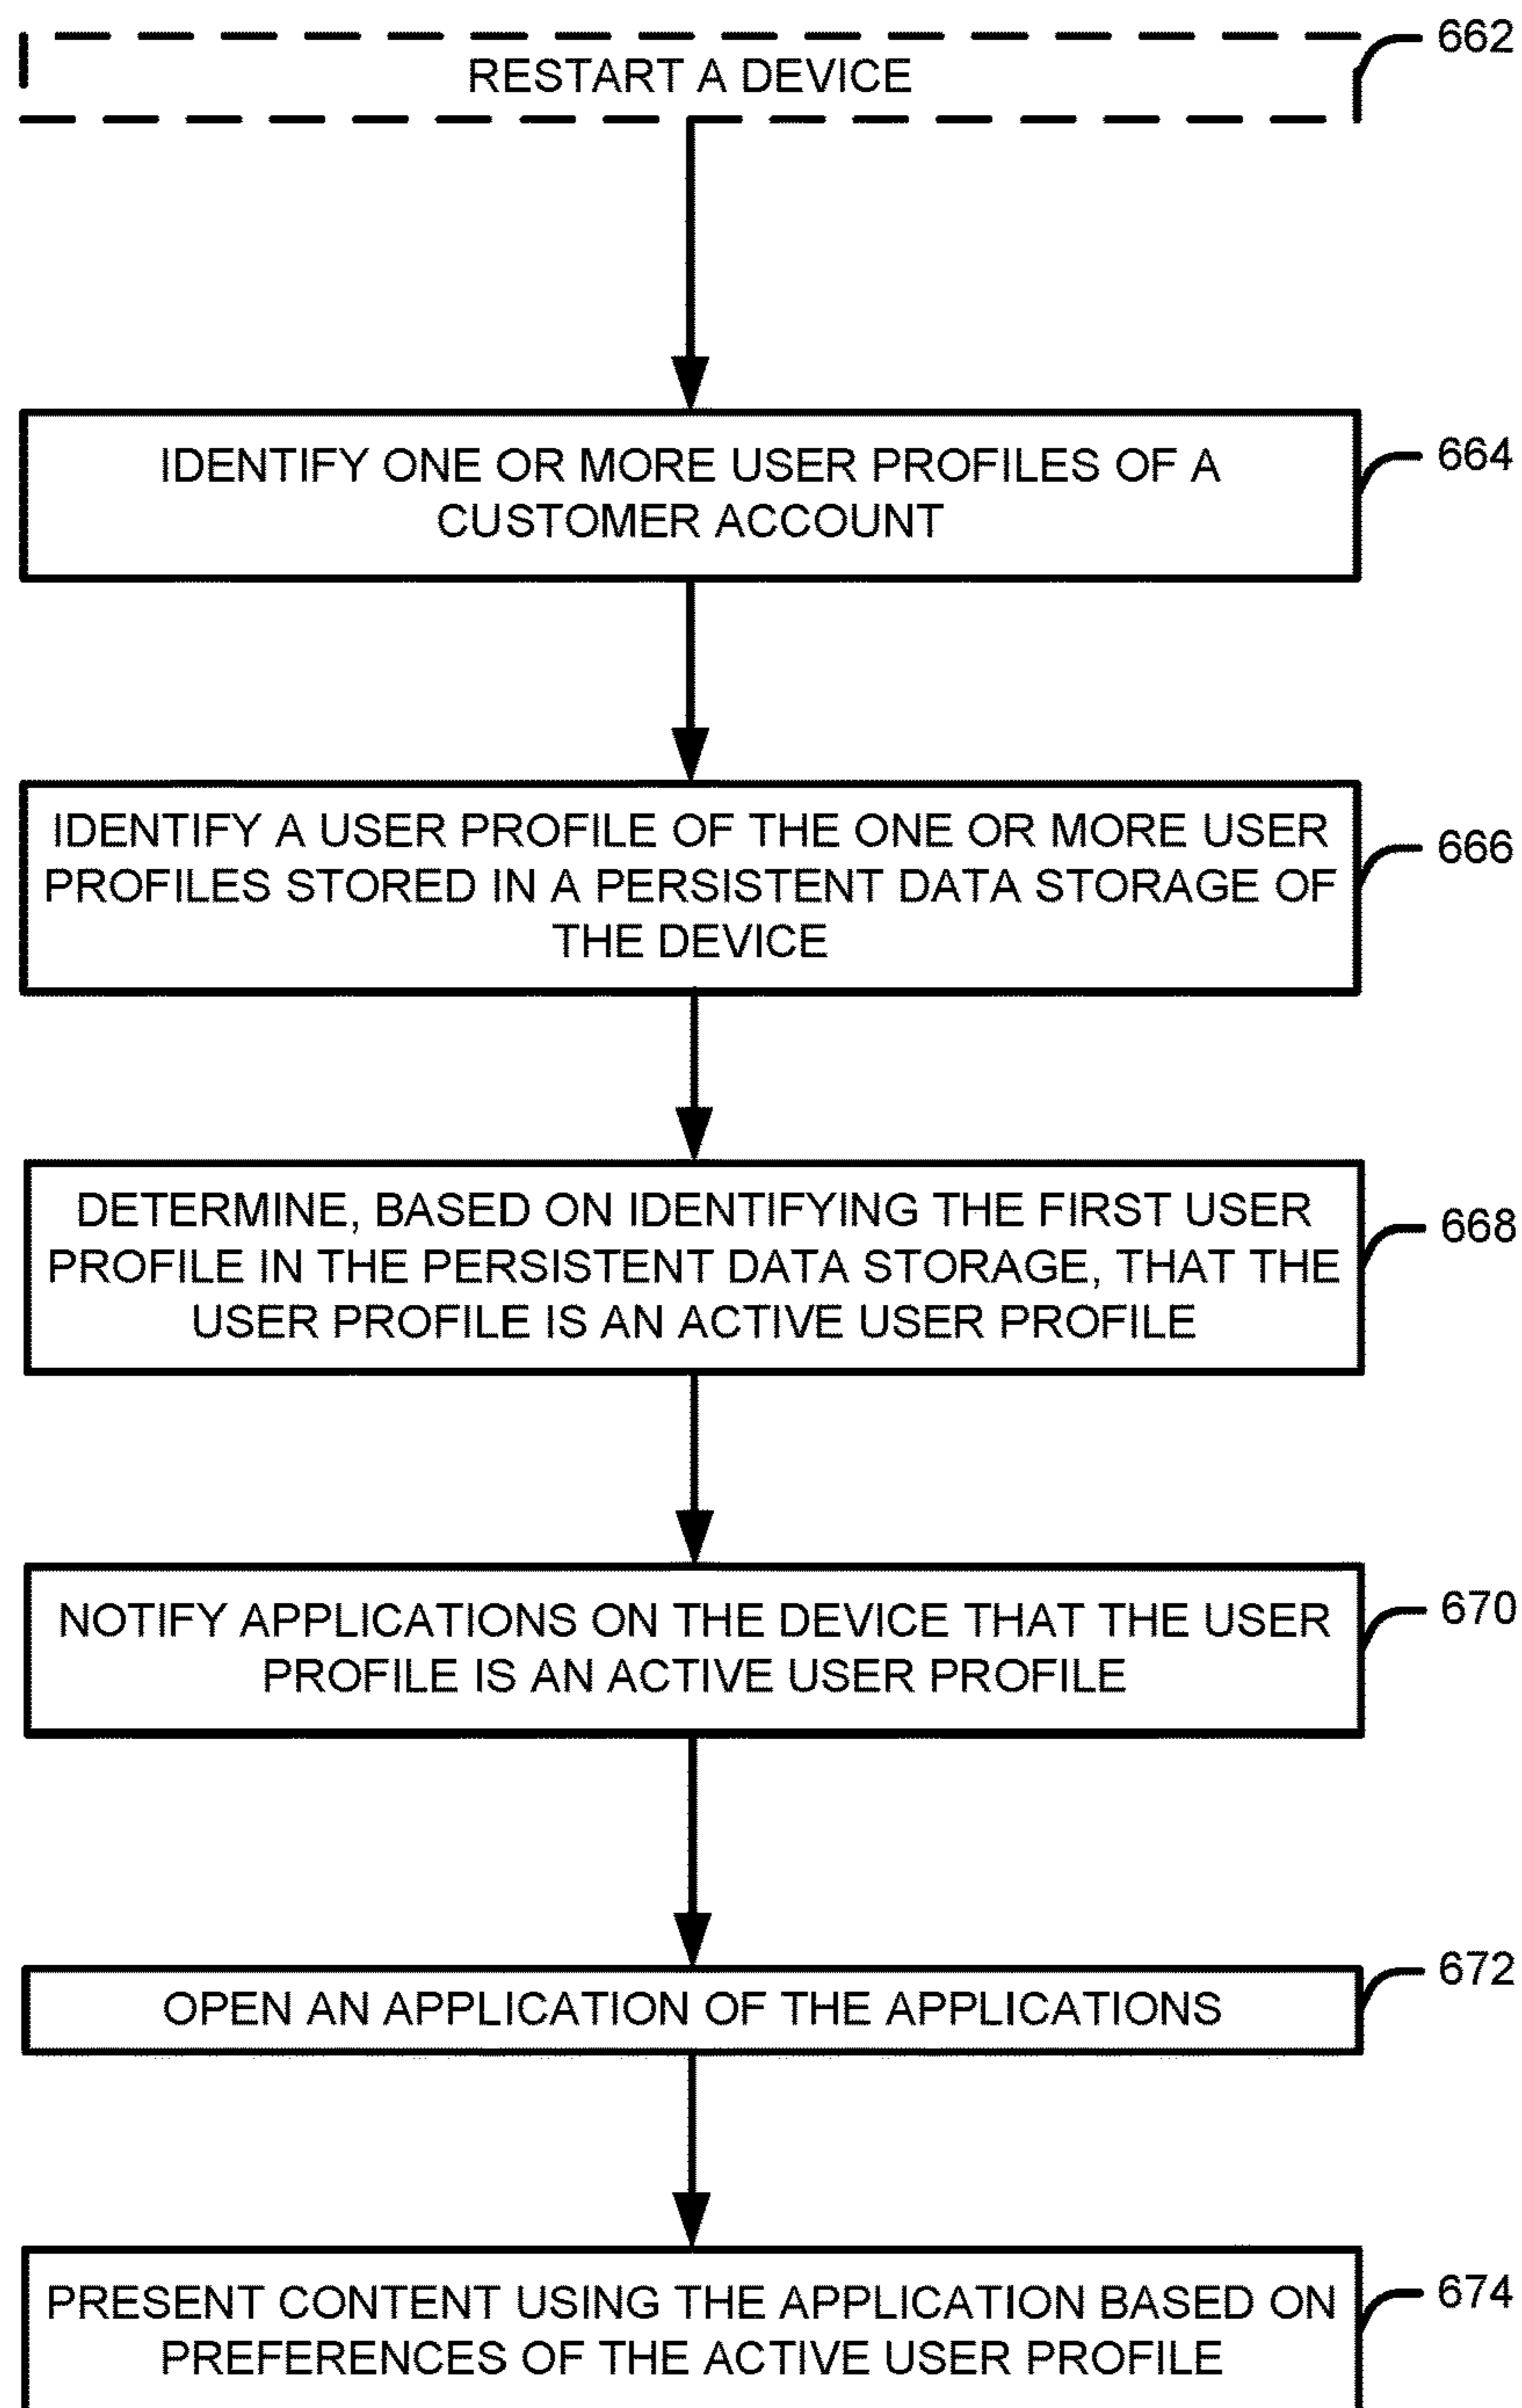 RESTART A DEVICE
662
IDENTIFY ONE OR MORE USER PROFILES OF A
CUSTOMER ACCOUNT
664
IDENTIFY A USER PROFILE OF THE ONE OR MORE USER
PROFILES STORED IN A PERSISTENT DATA STORAGE OF
THE DEVICE
666
DETERMINE, BASED ON IDENTIFYING THE FIRST USER
PROFILE IN THE PERSISTENT DATA STORAGE, THAT THE
USER PROFILE IS AN ACTIVE USER PROFILE
668
NOTIFY APPLICATIONS ON THE DEVICE THAT THE USER
PROFILE IS AN ACTIVE USER PROFILE
670
OPEN AN APPLICATION OF THE APPLICATIONS
672
PRESENT CONTENT USING THE APPLICATION BASED ON
PREFERENCES OF THE ACTIVE USER PROFILE
674